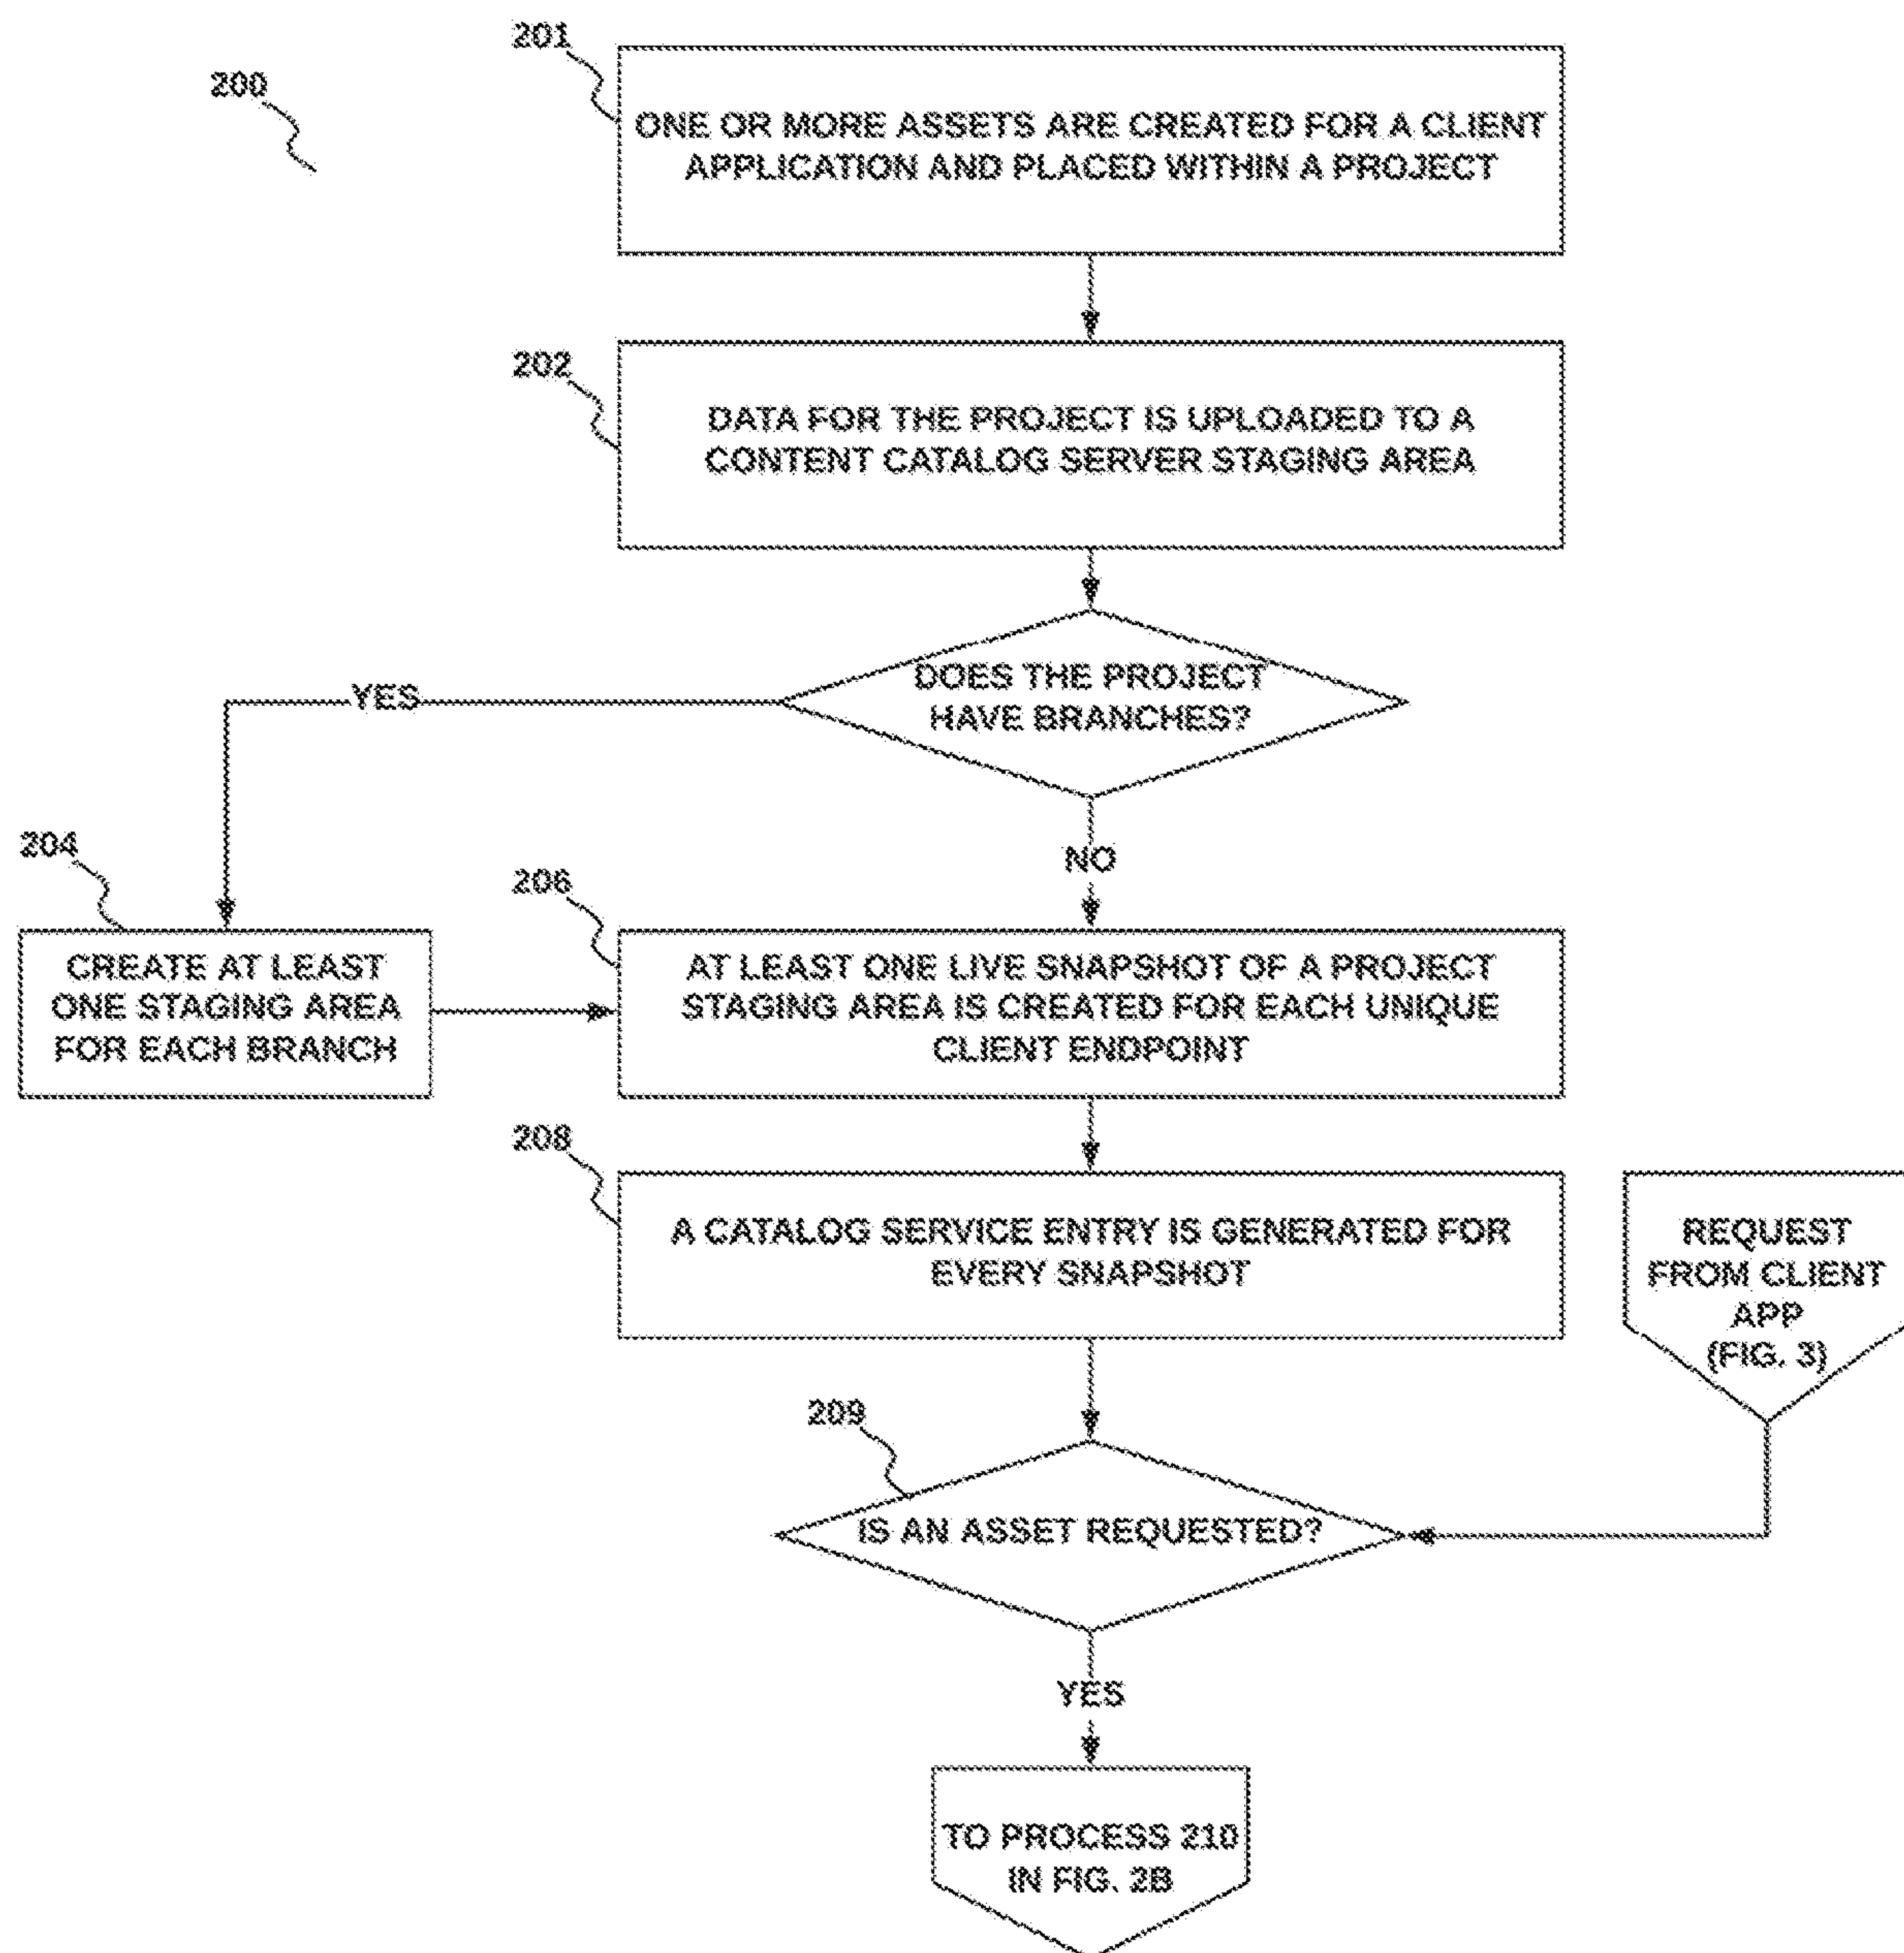 201
200
ONE OR MORE ASSETS ARE CREATED FOR A CLIENT
APPLICATION AND PLACED WITHIN A PROJECT
202
DATA FOR THE PROJECT IS UPLOADED TO A
CONTENT CATALOG SERVER STAGING AREA
DOES THE PROJECT
HAVE BRANCHES?
YES
NO
204
CREATE AT LEAST
ONE STAGING AREA
FOR EACH BRANCH
206
AT LEAST ONE LIVE SNAPSHOT OF A PROJECT
STAGING AREA IS CREATED FOR EACH UNIQUE
CLIENT ENDPOINT
208
A CATALOG SERVICE ENTRY IS GENERATED FOR
EVERY SNAPSHOT
REQUEST
FROM CLIENT
APP
(FIG. 3)
209
IS AN ASSET REQUESTED?
YES
TO PROCESS 210
IN FIG. 2B